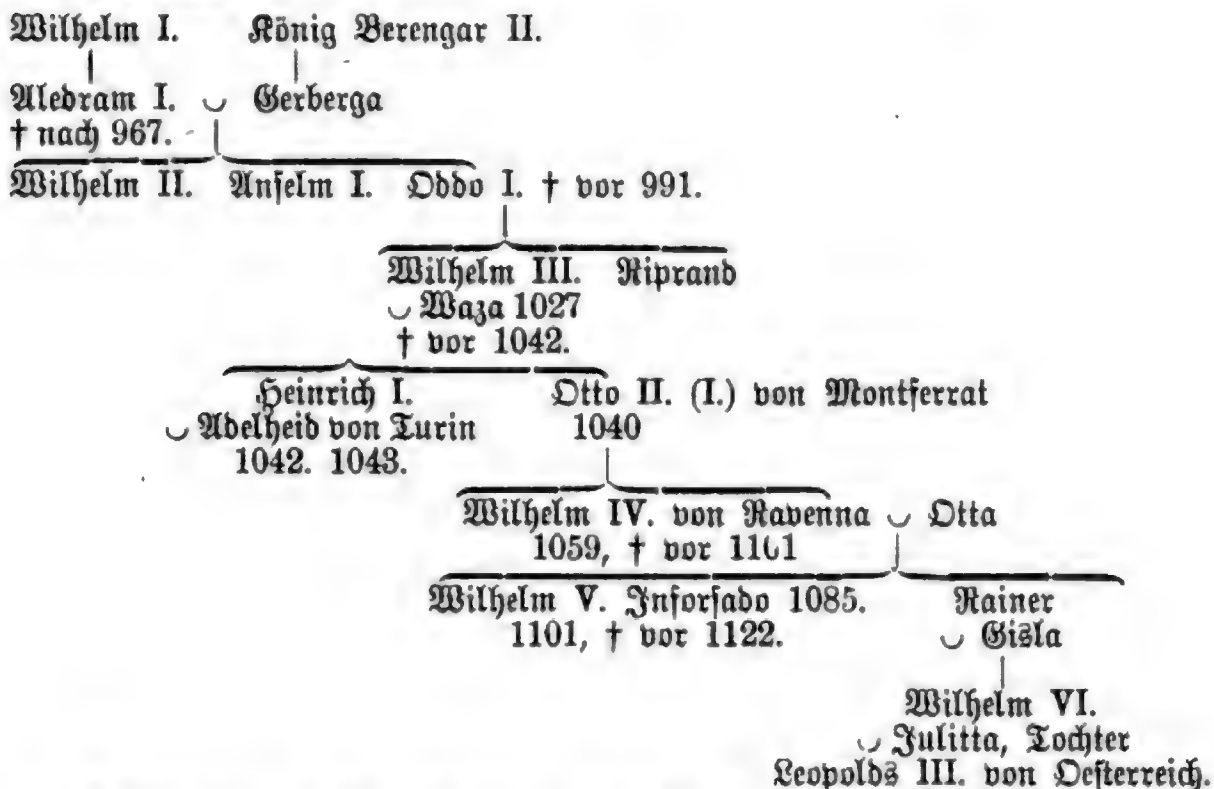 Wilhelm I. König Berengar II.
Aledram I. ◡ Gerberga
† nach 967.
Wilhelm II. Anselm I. Oddo I. † vor 991.
Wilhelm III. Riprand
◡ Waza 1027
† vor 1042.
Heinrich I. Otto II. (I.) von Montferrat
◡ Adelheid von Turin 1040
1042. 1043.
Wilhelm IV. von Ravenna ◡ Otta
1059, † vor 1101
Wilhelm V. Inforsado 1085. Rainer
1101, † vor 1122. ◡ Gisla
Wilhelm VI.
◡ Julitta, Tochter
Leopolds III. von Oesterreich.